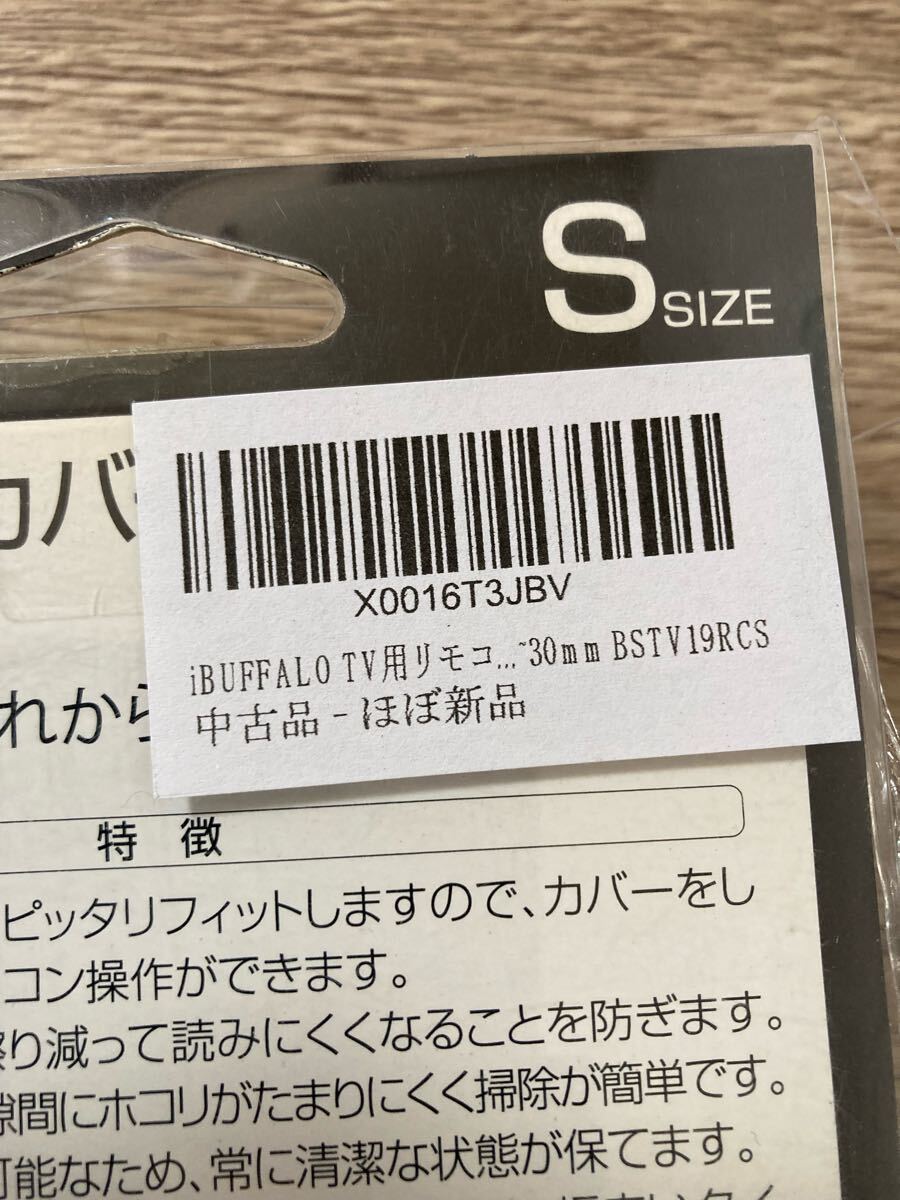 S SIZE
カバー
X0016T3JBV
iBUFFALO TV用リモコ...~30mm BSTV19RCS
中古品 - ほぼ新品
れから
特 徴
ピッタリフィットしますので、カバーをし
コン操作ができます。
り減って読みにくくなることを防ぎます。
隙間にホコリがたまりにくく掃除が簡単です。
可能なため、常に清潔な状態が保てます。